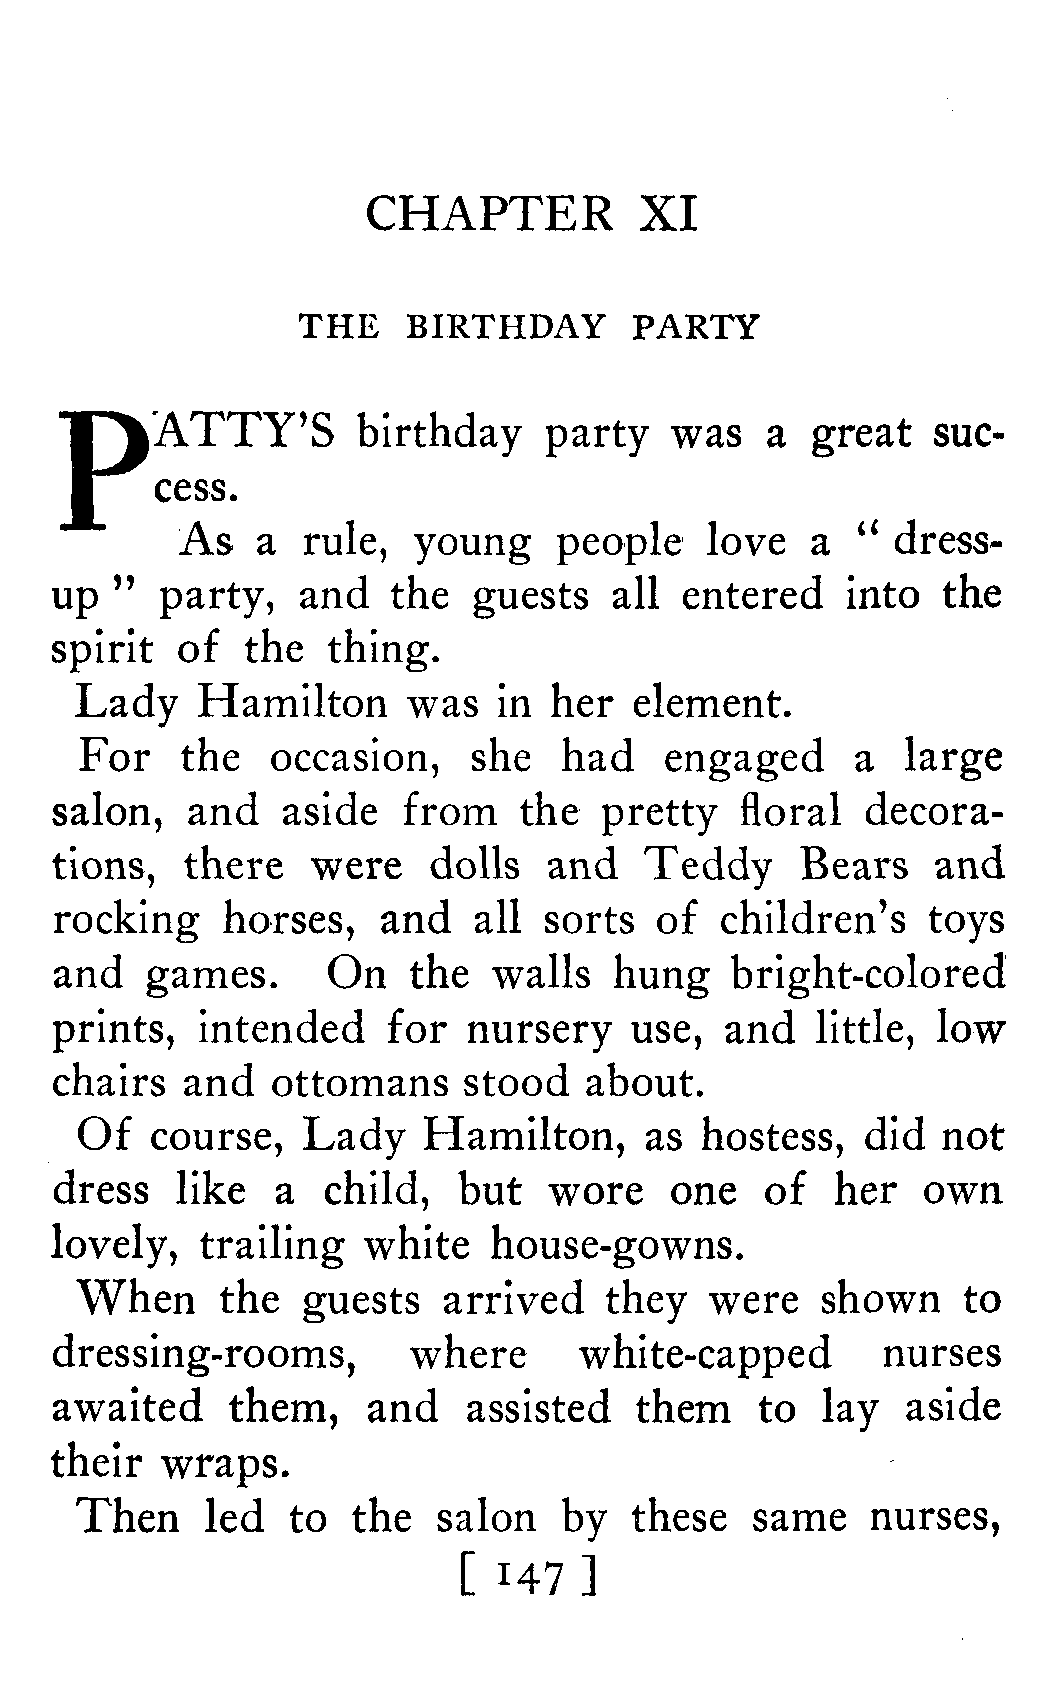 CHAPTER XI
THE BIRTHDAY PARTY
PATTY'S birthday party was a great suc-
cess.
As a rule, young people love a " dress-
up " party, and the guests all entered into the
spirit of the thing.
Lady Hamilton was in her element.
For the occasion, she had engaged a large
salon, and aside from the pretty floral decora-
tions, there were dolls and Teddy Bears and
rocking horses, and all sorts of children's toys
and games. On the walls hung bright-colored
prints, intended for nursery use, and little, low
chairs and ottomans stood about.
Of course, Lady Hamilton, as hostess, did not
dress like a child, but wore one of her own
lovely, trailing white house-gowns.
When the guests arrived they were shown to
dressing-rooms, where white-capped nurses
awaited them, and assisted them to lay aside
their wraps.
Then led to the salon by these same nurses,
[ 147 ]